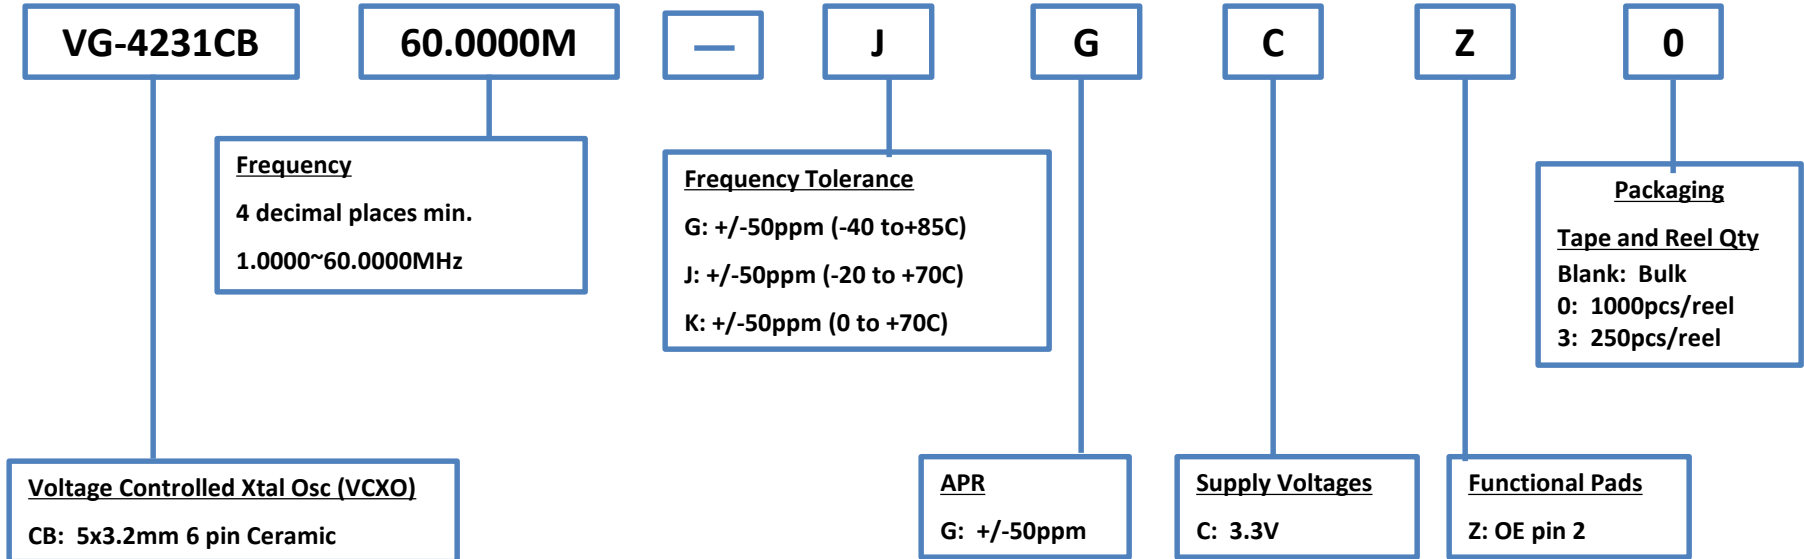 VG-4231CB
60.0000M
—
J
G
C
Z
0
Frequency
4 decimal places min.
1.0000~60.0000MHz
Frequency Tolerance
G: +/-50ppm (-40 to+85C)
J: +/-50ppm (-20 to +70C)
K: +/-50ppm (0 to +70C)
Packaging
Tape and Reel Qty
Blank: Bulk
0: 1000pcs/reel
3: 250pcs/reel
Voltage Controlled Xtal Osc (VCXO)
CB: 5x3.2mm 6 pin Ceramic
APR
G: +/-50ppm
Supply Voltages
C: 3.3V
Functional Pads
Z: OE pin 2